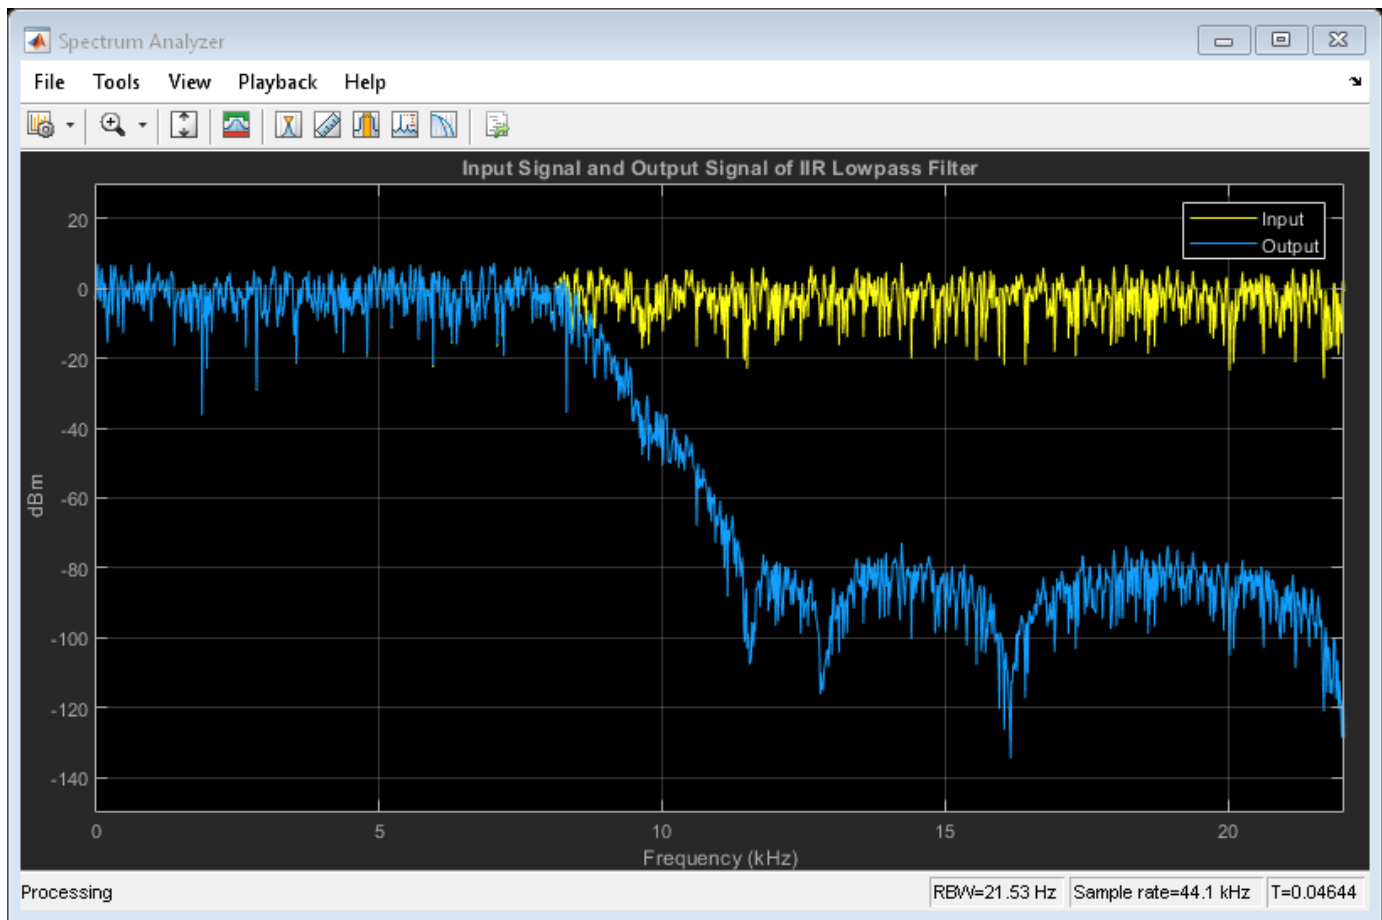 Spectrum Analyzer
File Tools View Playback Help
Input Signal and Output Signal of IIR Lowpass Filter
Input
Output
20
0
-20
-40
-60
-80
-100
-120
-140
dBm
0 5 10 15 20
Frequency (kHz)
Processing RBW=21.53 Hz Sample rate=44.1 kHz T=0.04644